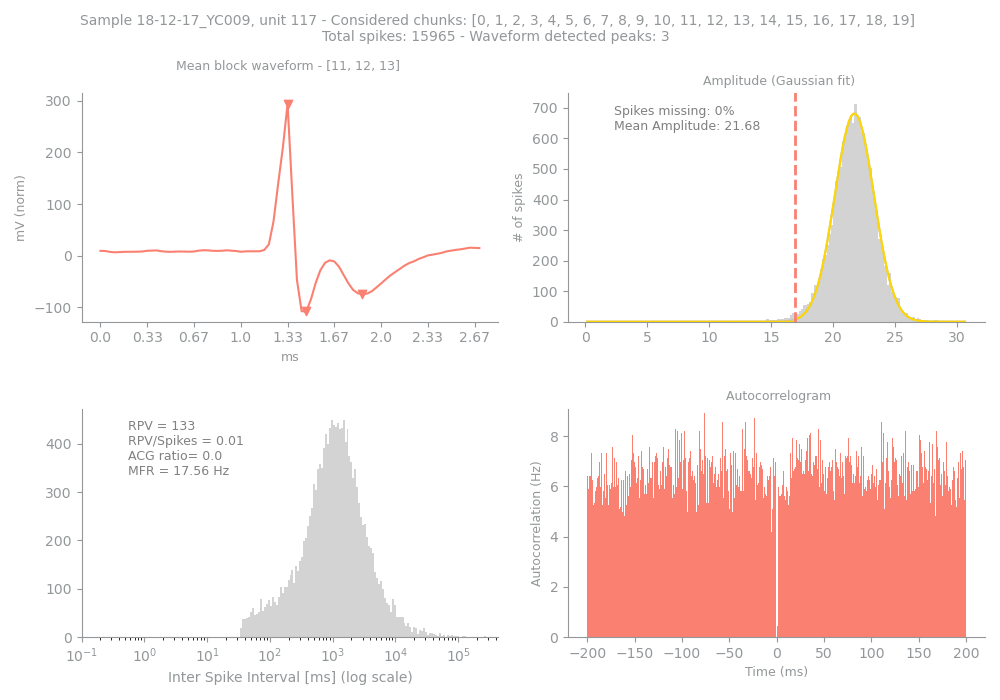 Sample 18-12-17_YC009, unit 117 - Considered chunks: [0, 1, 2, 3, 4, 5, 6, 7, 8, 9, 10, 11, 12, 13, 14, 15, 16, 17, 18, 19]
Total spikes: 15965 - Waveform detected peaks: 3
Mean block waveform - [11, 12, 13]
300
200
100
0
−100
mV (norm)
0.0 0.33 0.67 1.0 1.33 1.67 2.0 2.33 2.67
ms
Amplitude (Gaussian fit)
Spikes missing: 0%
Mean Amplitude: 21.68
700
600
500
400
300
200
100
0
# of spikes
0 5 10 15 20 25 30
RPV = 133
RPV/Spikes = 0.01
ACG ratio= 0.0
MFR = 17.56 Hz
400
300
200
100
0
10⁻¹ 10⁰ 10¹ 10² 10³ 10⁴ 10⁵
Inter Spike Interval [ms] (log scale)
Autocorrelogram
8
6
4
2
0
Autocorrelation (Hz)
−200 −150 −100 −50 0 50 100 150 200
Time (ms)